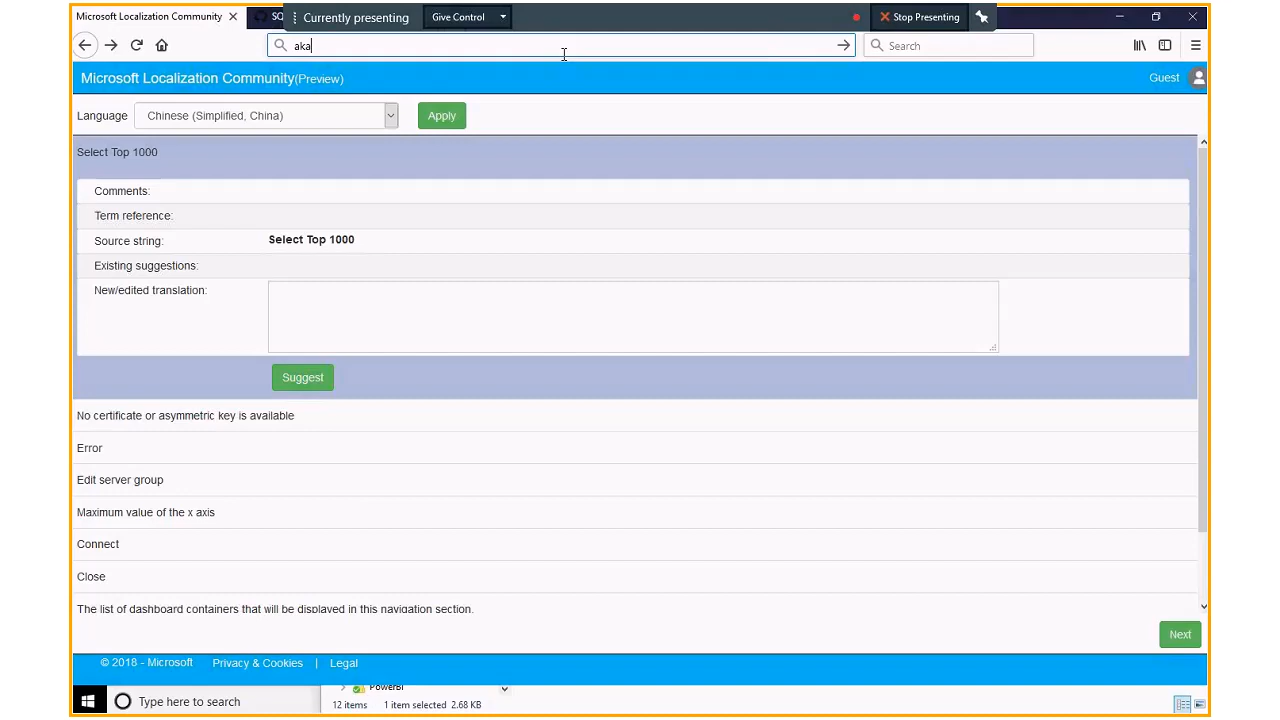 Microsoft Localization Community
SQ
Currently presenting
Give Control
Stop Presenting
aka
Search
Microsoft Localization Community(Preview)
Guest
Language
Chinese (Simplified, China)
Apply
Select Top 1000
Comments:
Term reference:
Source string:
Select Top 1000
Existing suggestions:
New/edited translation:
Suggest
No certificate or asymmetric key is available
Error
Edit server group
Maximum value of the x axis
Connect
Close
The list of dashboard containers that will be displayed in this navigation section.
Next
© 2018 - Microsoft Privacy & Cookies | Legal
PowerBI
Type here to search
12 items 1 item selected 2.68 KB